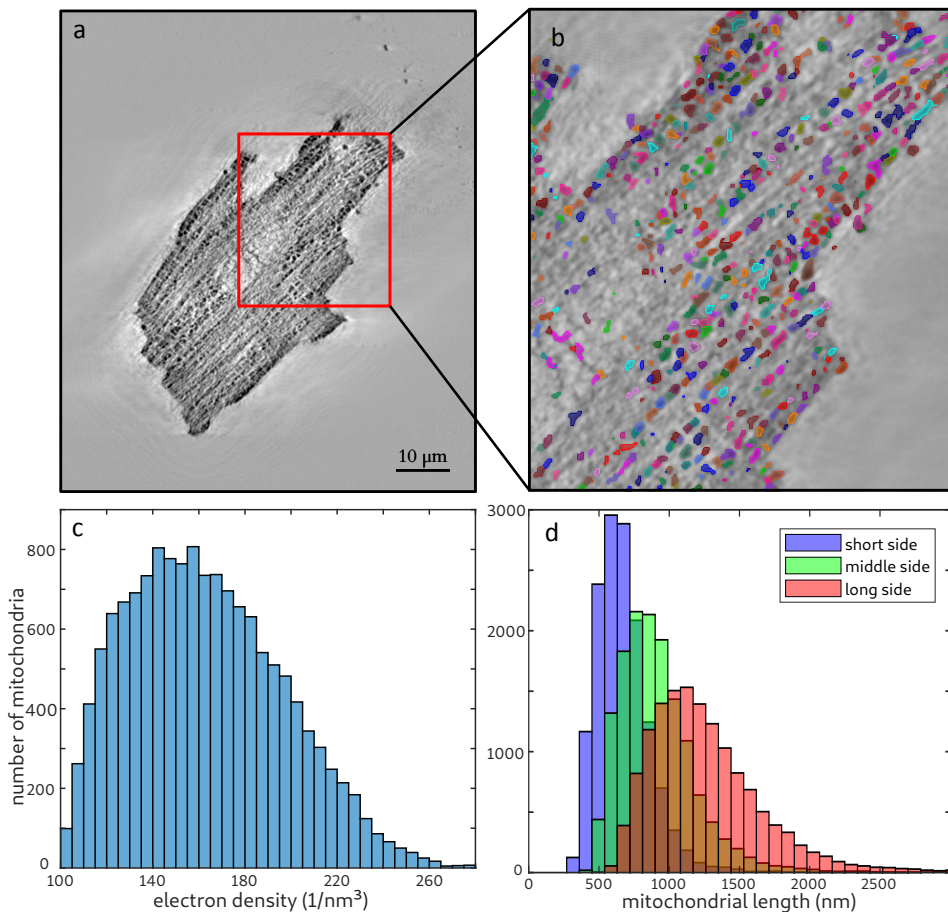 a
10 μm
b
c
number of mitochondria
800
600
400
200
0
100
140
180
220
260
electron density (1/nm³)
d
3000
2000
1000
0
short side
middle side
long side
0
500
1000
1500
2000
2500
mitochondrial length (nm)